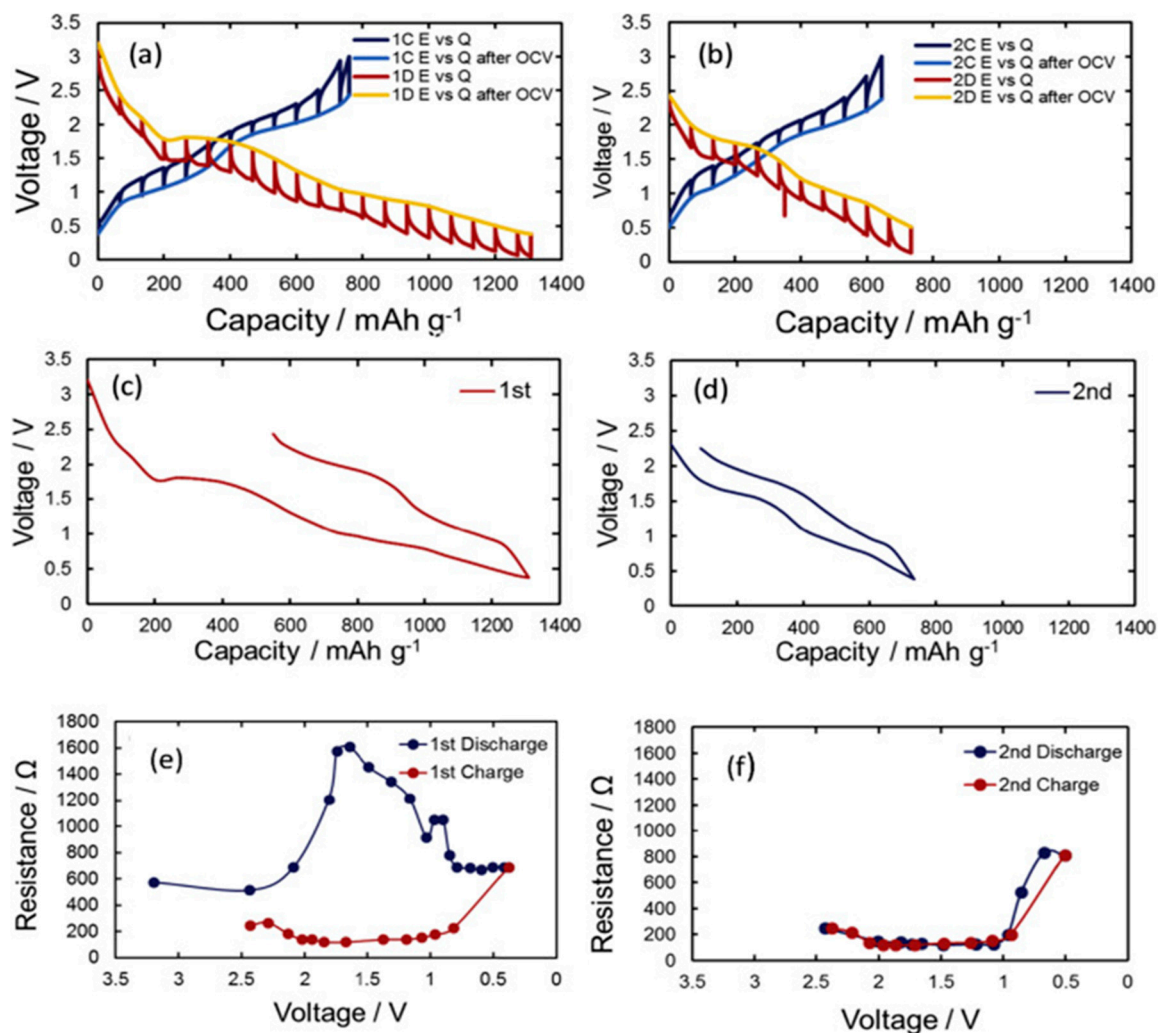 (a)
1C E vs Q
1C E vs Q after OCV
1D E vs Q
1D E vs Q after OCV
3.5
3
2.5
2
1.5
1
0.5
0
Voltage / V
0 200 400 600 800 1000 1200 1400
Capacity / mAh g-1
(b)
2C E vs Q
2C E vs Q after OCV
2D E vs Q
2D E vs Q after OCV
3.5
3
2.5
2
1.5
1
0.5
0
Voltage / V
0 200 400 600 800 1000 1200 1400
Capacity / mAh g-1
(c)
1st
3.5
3
2.5
2
1.5
1
0.5
0
Voltage / V
0 200 400 600 800 1000 1200 1400
Capacity / mAh g-1
(d)
2nd
3.5
3
2.5
2
1.5
1
0.5
0
Voltage / V
0 200 400 600 800 1000 1200 1400
Capacity / mAh g-1
(e)
1st Discharge
1st Charge
1800
1600
1400
1200
1000
800
600
400
200
0
Resistance / Ω
3.5 3 2.5 2 1.5 1 0.5 0
Voltage / V
(f)
2nd Discharge
2nd Charge
1800
1600
1400
1200
1000
800
600
400
200
0
Resistance / Ω
3.5 3 2.5 2 1.5 1 0.5 0
Voltage / V